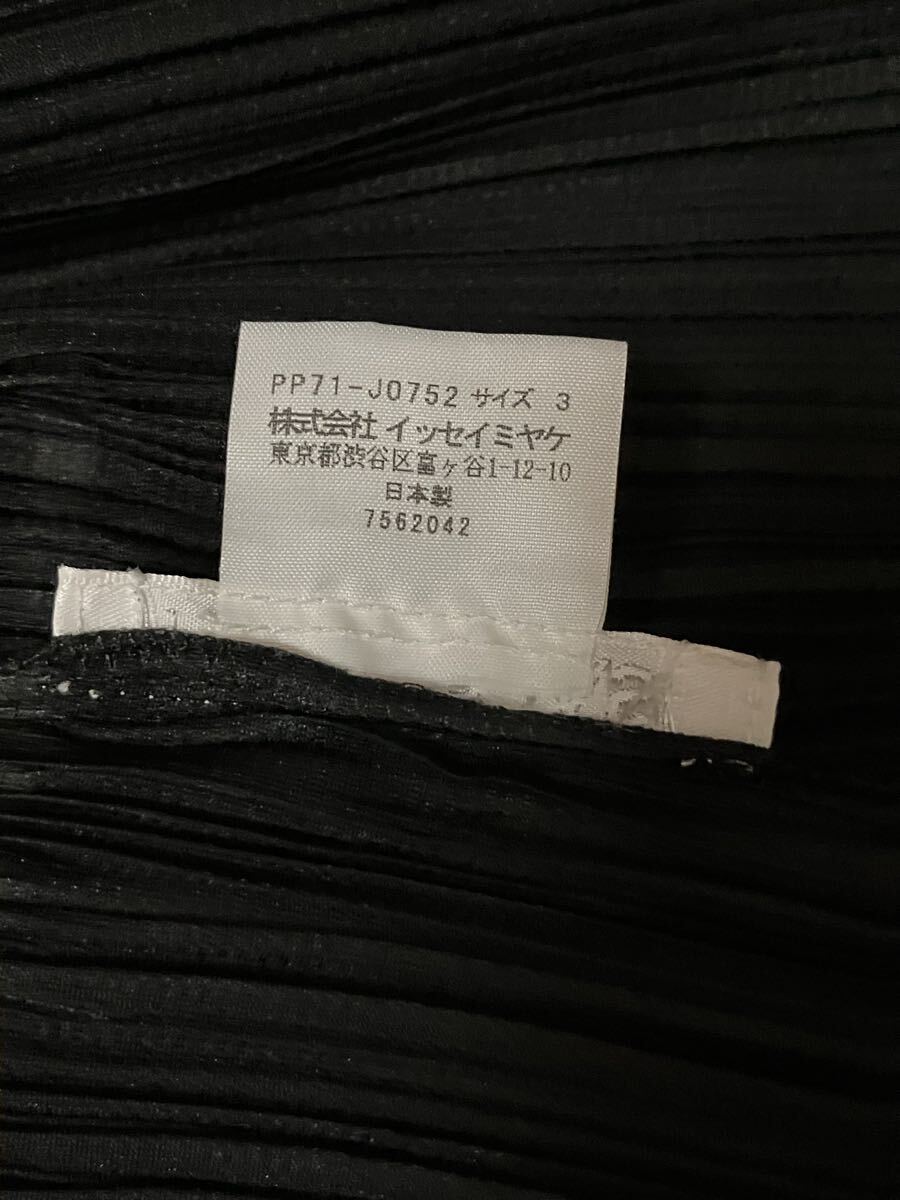 PP71-J0752 サイズ 3
株式会社 イッセイミヤケ
東京都渋谷区富ヶ谷1-12-10
日本製
7562042